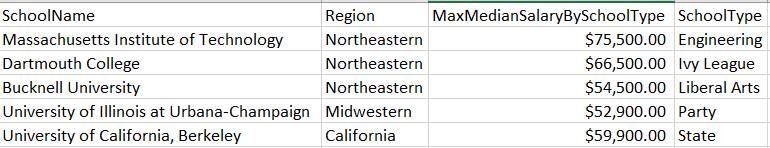 SchoolName Region MaxMedianSalaryBySchoolType SchoolType
Massachusetts Institute of Technology Northeastern $75,500.00 Engineering
Dartmouth College Northeastern $66,500.00 Ivy League
Bucknell University Northeastern $54,500.00 Liberal Arts
University of Illinois at Urbana-Champaign Midwestern $52,900.00 Party
University of California, Berkeley California $59,900.00 State